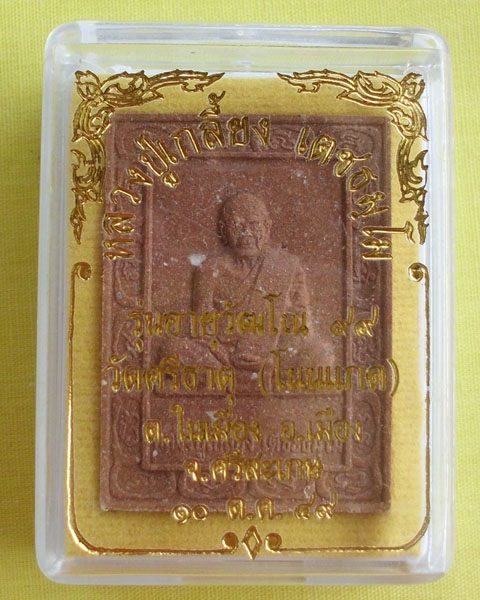 หลวงปู่เกลี้ยง เตชธมฺโม
รุ่นอายุวัฒโณ ๙๙
วัดศรีธาตุ (โนนแกด)
ต.ในเมือง อ.เมือง
จ.ศรีสะเกษ
๑๐ ต.ค. ๔๙